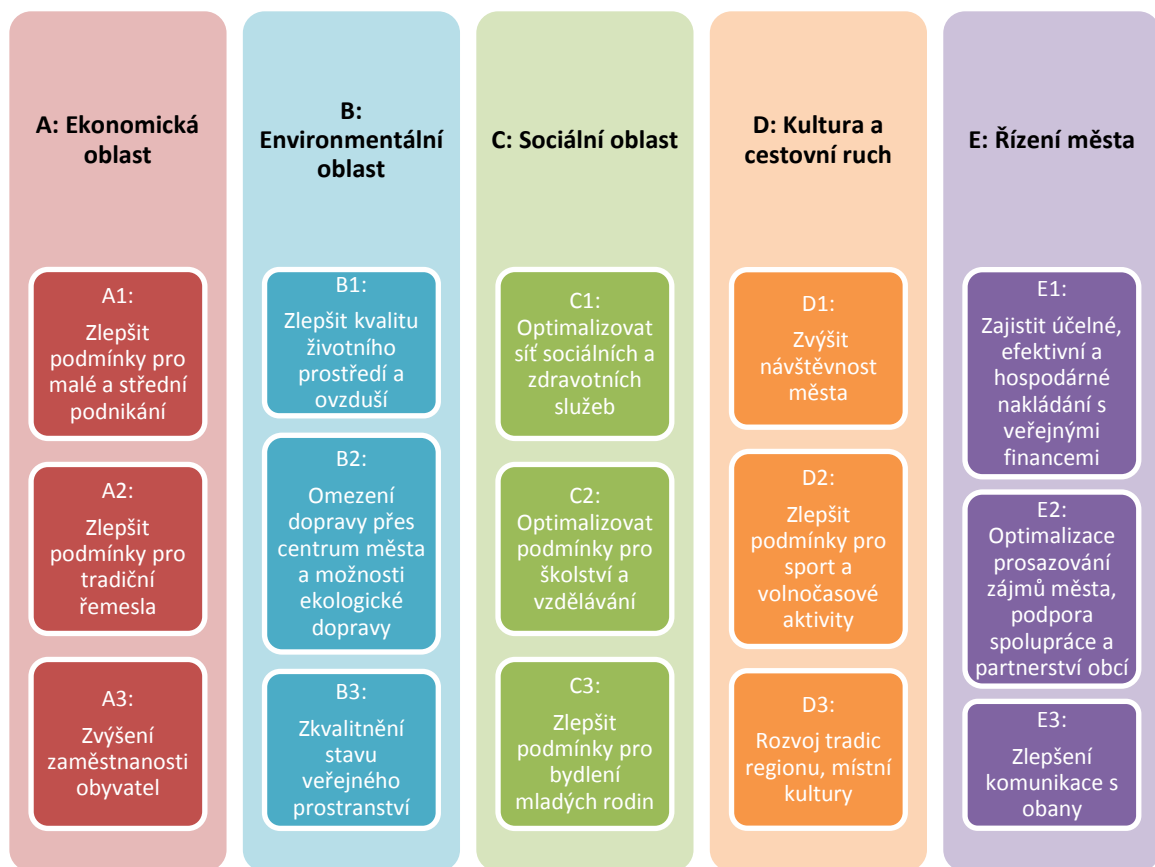 A: Ekonomická
oblast
A1:
Zlepšit
podmínky pro
malé a střední
podnikání
A2:
Zlepšit
podmínky pro
tradiční
řemesla
A3:
Zvýšení
zaměstnanosti
obyvatel
B:
Environmentální
oblast
B1:
Zlepšit kvalitu
životního
prostředí a
ovzduší
B2:
Omezení
dopravy přes
centrum města
a možnosti
ekologické
dopravy
B3:
Zkvalitnění
stavu
veřejného
prostranství
C: Sociální oblast
C1:
Optimalizovat
síť sociálních a
zdravotních
služeb
C2:
Optimalizovat
podmínky pro
školství a
vzdělávání
C3:
Zlepšit
podmínky pro
bydlení
mladých rodin
D: Kultura a
cestovní ruch
D1:
Zvýšit
návštěvnost
města
D2:
Zlepšit
podmínky pro
sport a
volnočasové
aktivity
D3:
Rozvoj tradic
regionu, místní
kultury
E: Řízení města
E1:
Zajistit účelné,
efektivní a
hospodárné
nakládání s
veřejnými
financemi
E2:
Optimalizace
prosazování
zájmů města,
podpora
spolupráce a
partnerství obcí
E3:
Zlepšení
komunikace s
obany